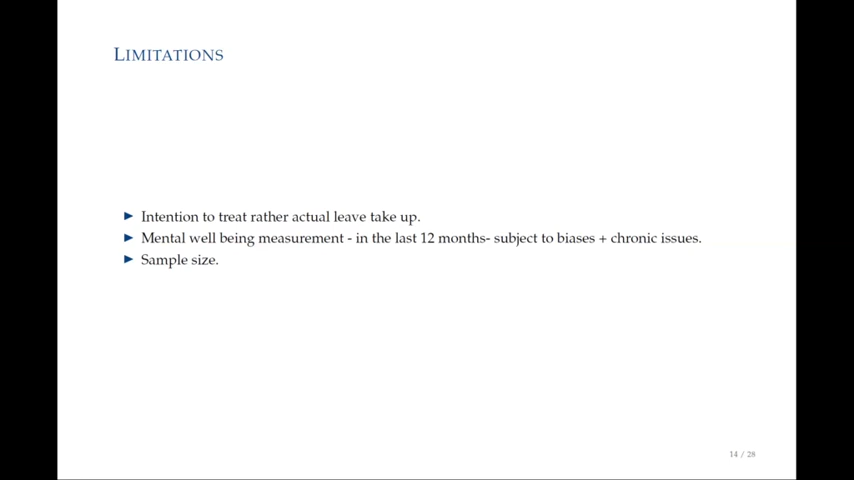 LIMITATIONS
▶ Intention to treat rather actual leave take up.
▶ Mental well being measurement - in the last 12 months- subject to biases + chronic issues.
▶ Sample size.
14 / 28